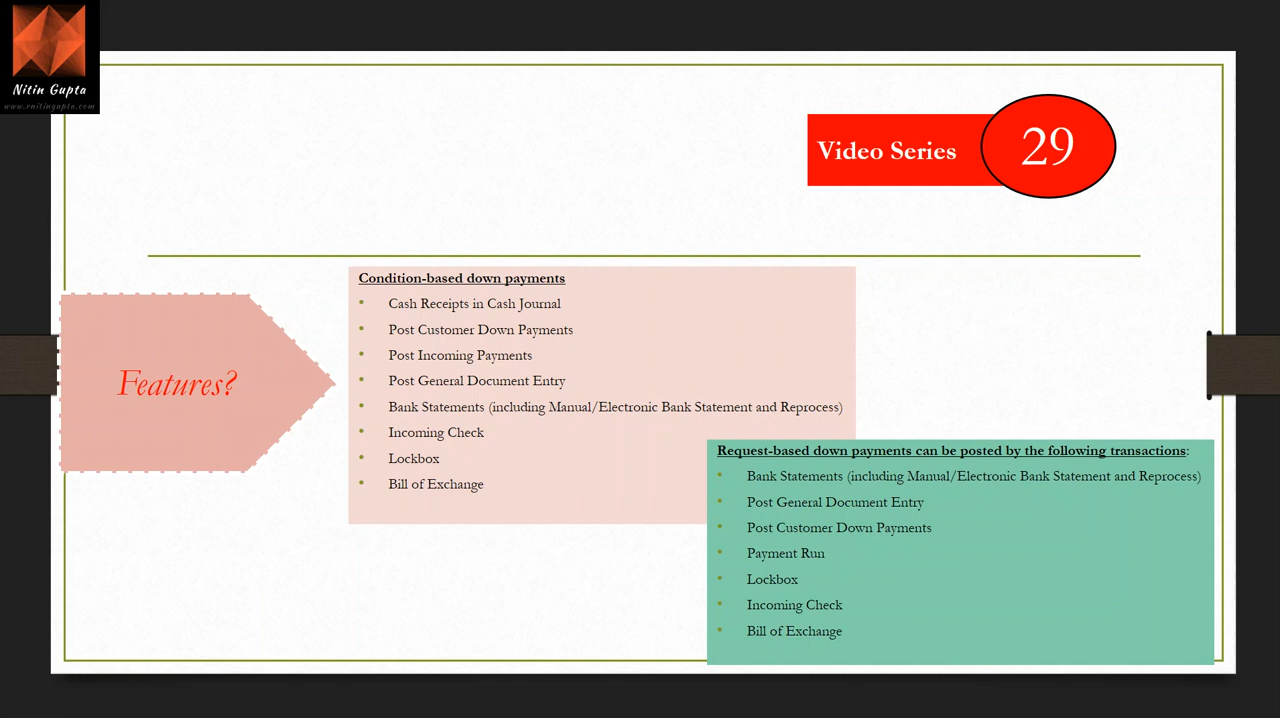 Nitin Gupta
www.rnitingupta.com
Video Series
29
Features?
Condition-based down payments
• Cash Receipts in Cash Journal
• Post Customer Down Payments
• Post Incoming Payments
• Post General Document Entry
• Bank Statements (including Manual/Electronic Bank Statement and Reprocess)
• Incoming Check
• Lockbox
• Bill of Exchange
Request-based down payments can be posted by the following transactions:
• Bank Statements (including Manual/Electronic Bank Statement and Reprocess)
• Post General Document Entry
• Post Customer Down Payments
• Payment Run
• Lockbox
• Incoming Check
• Bill of Exchange